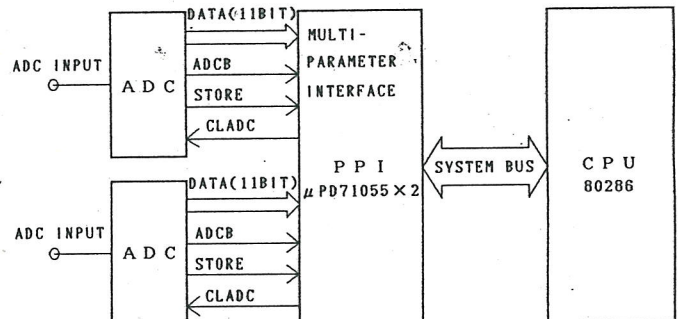 DATA(11BIT)
MULTI-
PARAMETER
INTERFACE
ADC INPUT
ADC
ADCB
STORE
CLADC
PPI
μPD71055×2
SYSTEM BUS
CPU
80286
DATA(11BIT)
ADC INPUT
ADC
ADCB
STORE
CLADC